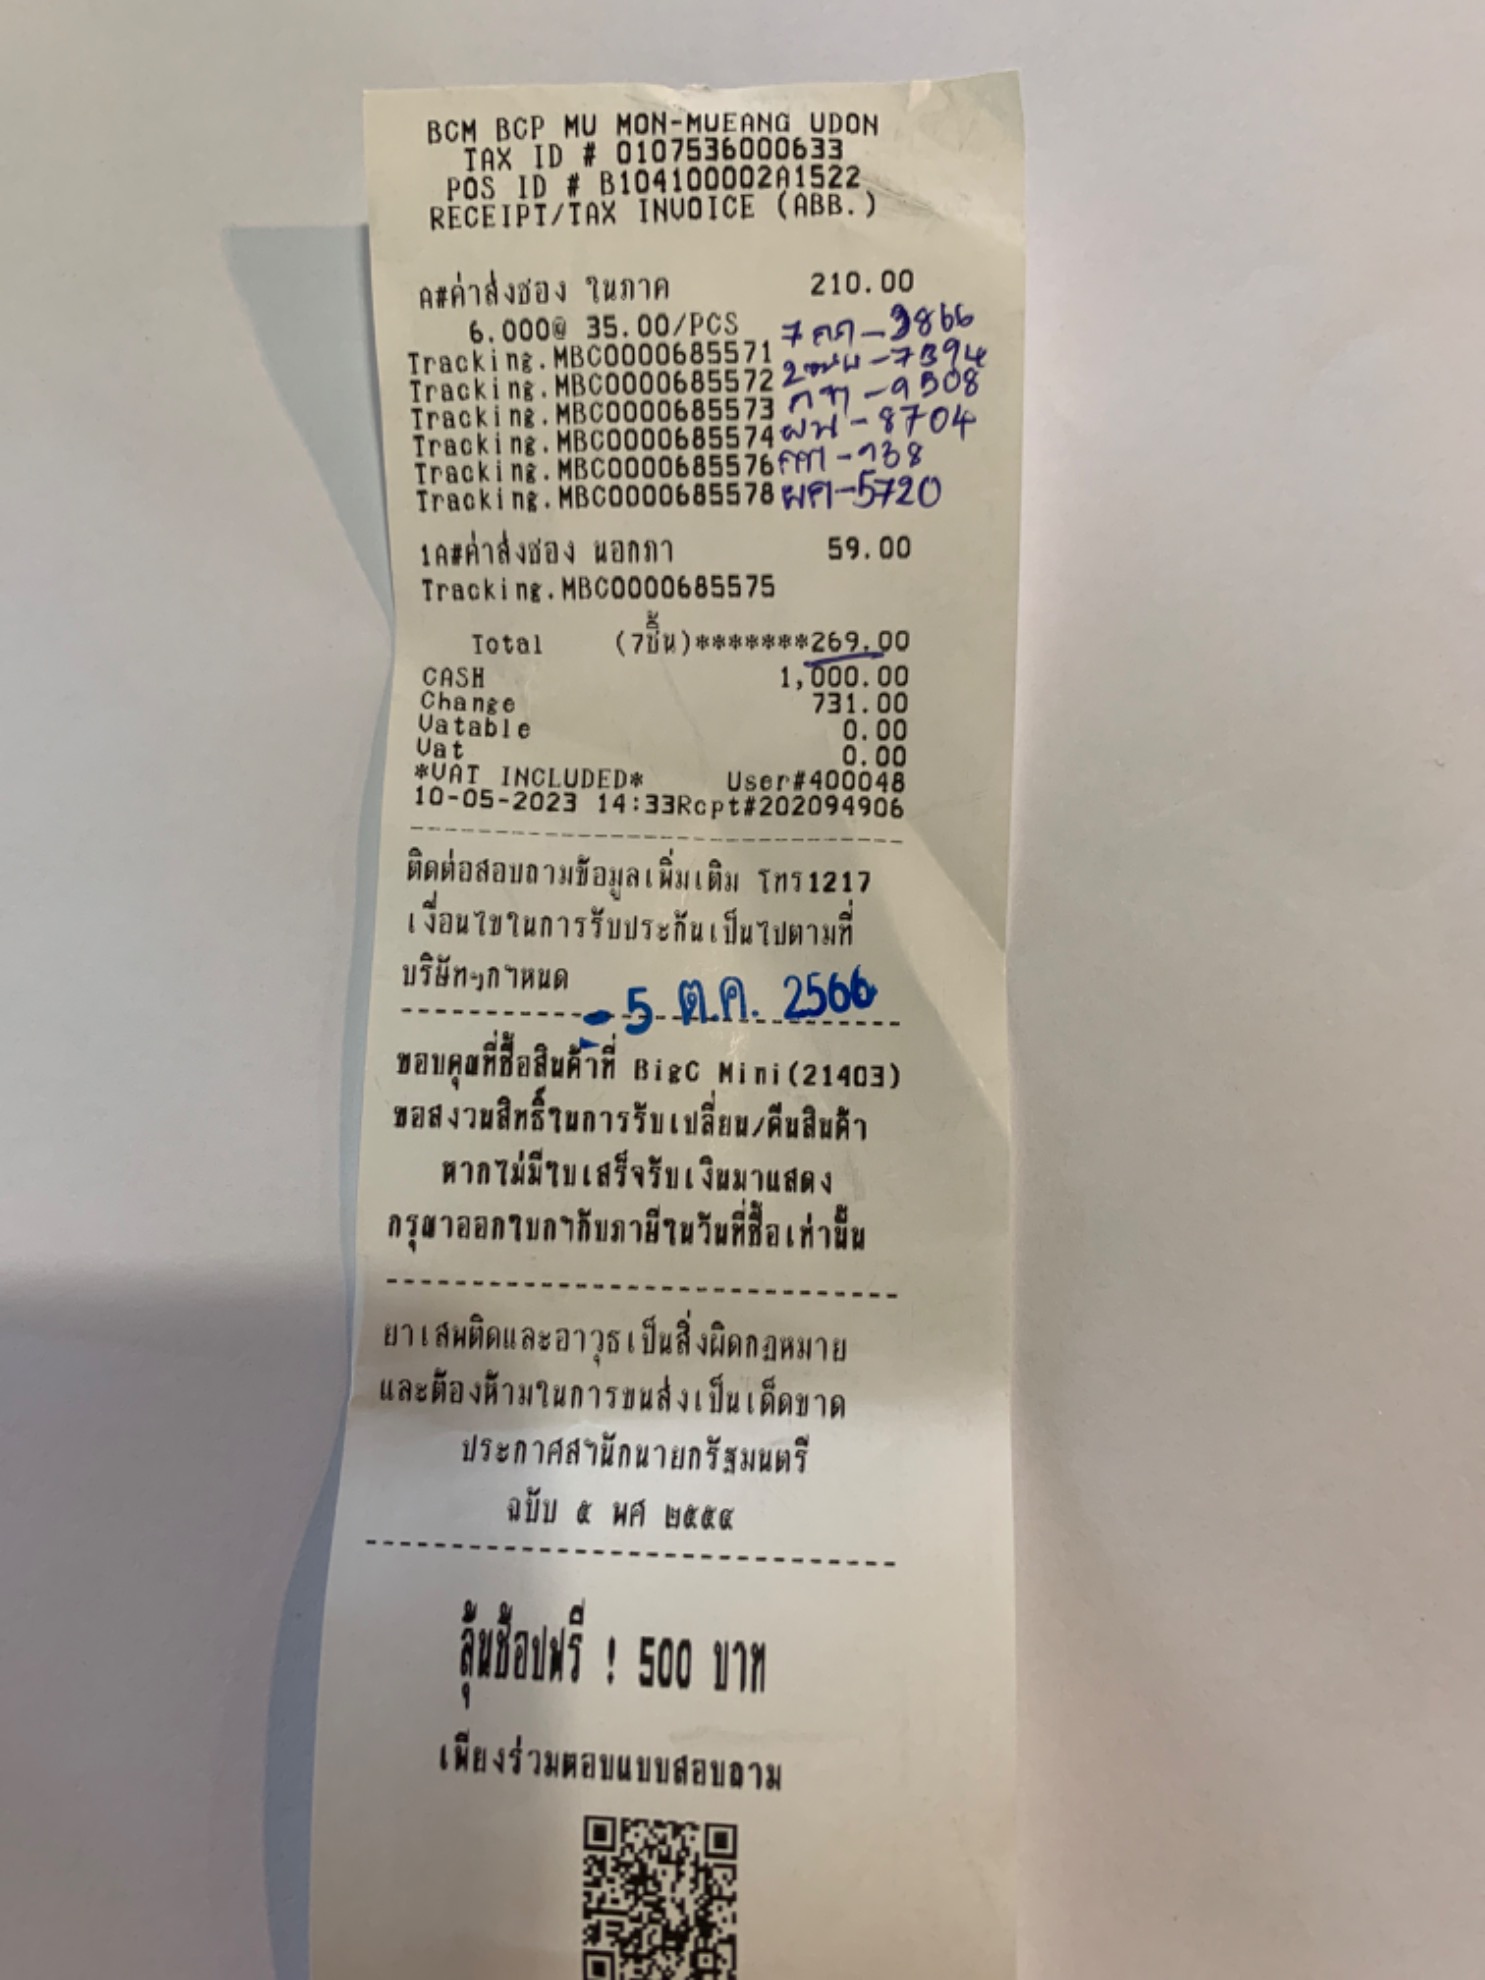 BCM BCP MU MON-MUEANG UDON
TAX ID # 0107536000633
POS ID # B104100002A1522
RECEIPT/TAX INVOICE (ABB.)
A#ค่าส่งซอง ในภาค 210.00
6.000@ 35.00/PCS
Tracking.MBC0000685571
Tracking.MBC0000685572 - 7394
Tracking.MBC0000685573
Tracking.MBC0000685574 ผน - 8704
Tracking.MBC0000685576
Tracking.MBC0000685578 ผค-5720
1A#ค่าส่งซอง นอกภา 59.00
Tracking.MBC0000685575
Total (7ชิ้น)*******269.00
CASH 1,000.00
Change 731.00
Vatable 0.00
Vat 0.00
*VAT INCLUDED* User#400048
10-05-2023 14:33Rcpt#202094906
ติดต่อสอบถามข้อมูลเพิ่มเติม โทร1217
เงื่อนไขในการรับประกันเป็นไปตามที่
บริษัทฯกำหนด
- 5 ต.ค. 2566
ขอบคุณที่ซื้อสินค้าที่ BigC Mini(21403)
ขอสงวนสิทธิ์ในการรับเปลี่ยน/คืนสินค้า
หากไม่มีใบเสร็จรับเงินมาแสดง
กรุณาออกใบกำกับภาษีในวันที่ซื้อเท่านั้น
ยาเสพติดและอาวุธเป็นสิ่งผิดกฎหมาย
และต้องห้ามในการขนส่งเป็นเด็ดขาด
ประกาศสำนักนายกรัฐมนตรี
ฉบับ ๕ พศ ๒๕๕๔
ลุ้นช้อปฟรี ! 500 บาท
เพียงร่วมตอบแบบสอบถาม